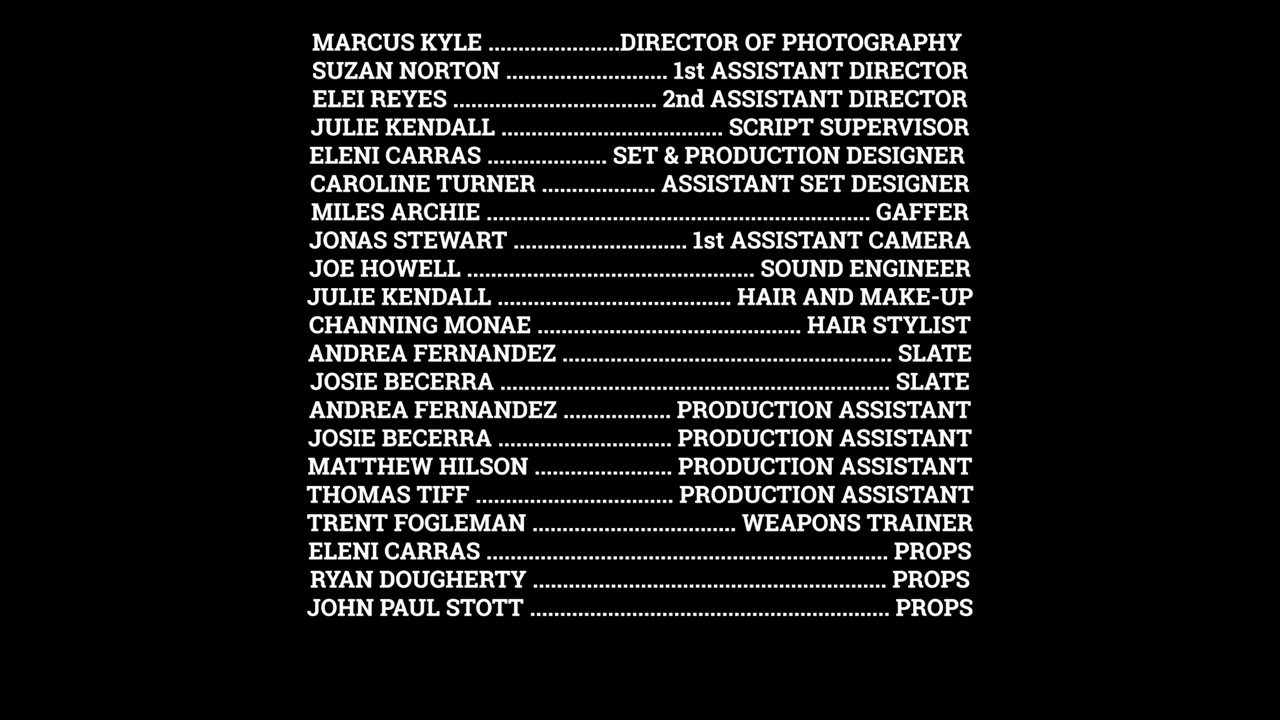 MARCUS KYLE ......................DIRECTOR OF PHOTOGRAPHY
SUZAN NORTON ........................... 1st ASSISTANT DIRECTOR
ELEI REYES .................................. 2nd ASSISTANT DIRECTOR
JULIE KENDALL ..................................... SCRIPT SUPERVISOR
ELENI CARRAS .................... SET & PRODUCTION DESIGNER
CAROLINE TURNER ................... ASSISTANT SET DESIGNER
MILES ARCHIE ................................................................ GAFFER
JONAS STEWART ............................. 1st ASSISTANT CAMERA
JOE HOWELL ................................................ SOUND ENGINEER
JULIE KENDALL ....................................... HAIR AND MAKE-UP
CHANNING MONAE ............................................ HAIR STYLIST
ANDREA FERNANDEZ ....................................................... SLATE
JOSIE BECERRA ................................................................. SLATE
ANDREA FERNANDEZ .................. PRODUCTION ASSISTANT
JOSIE BECERRA ............................. PRODUCTION ASSISTANT
MATTHEW HILSON ....................... PRODUCTION ASSISTANT
THOMAS TIFF ................................. PRODUCTION ASSISTANT
TRENT FOGLEMAN .................................. WEAPONS TRAINER
ELENI CARRAS ................................................................... PROPS
RYAN DOUGHERTY ........................................................... PROPS
JOHN PAUL STOTT ............................................................ PROPS